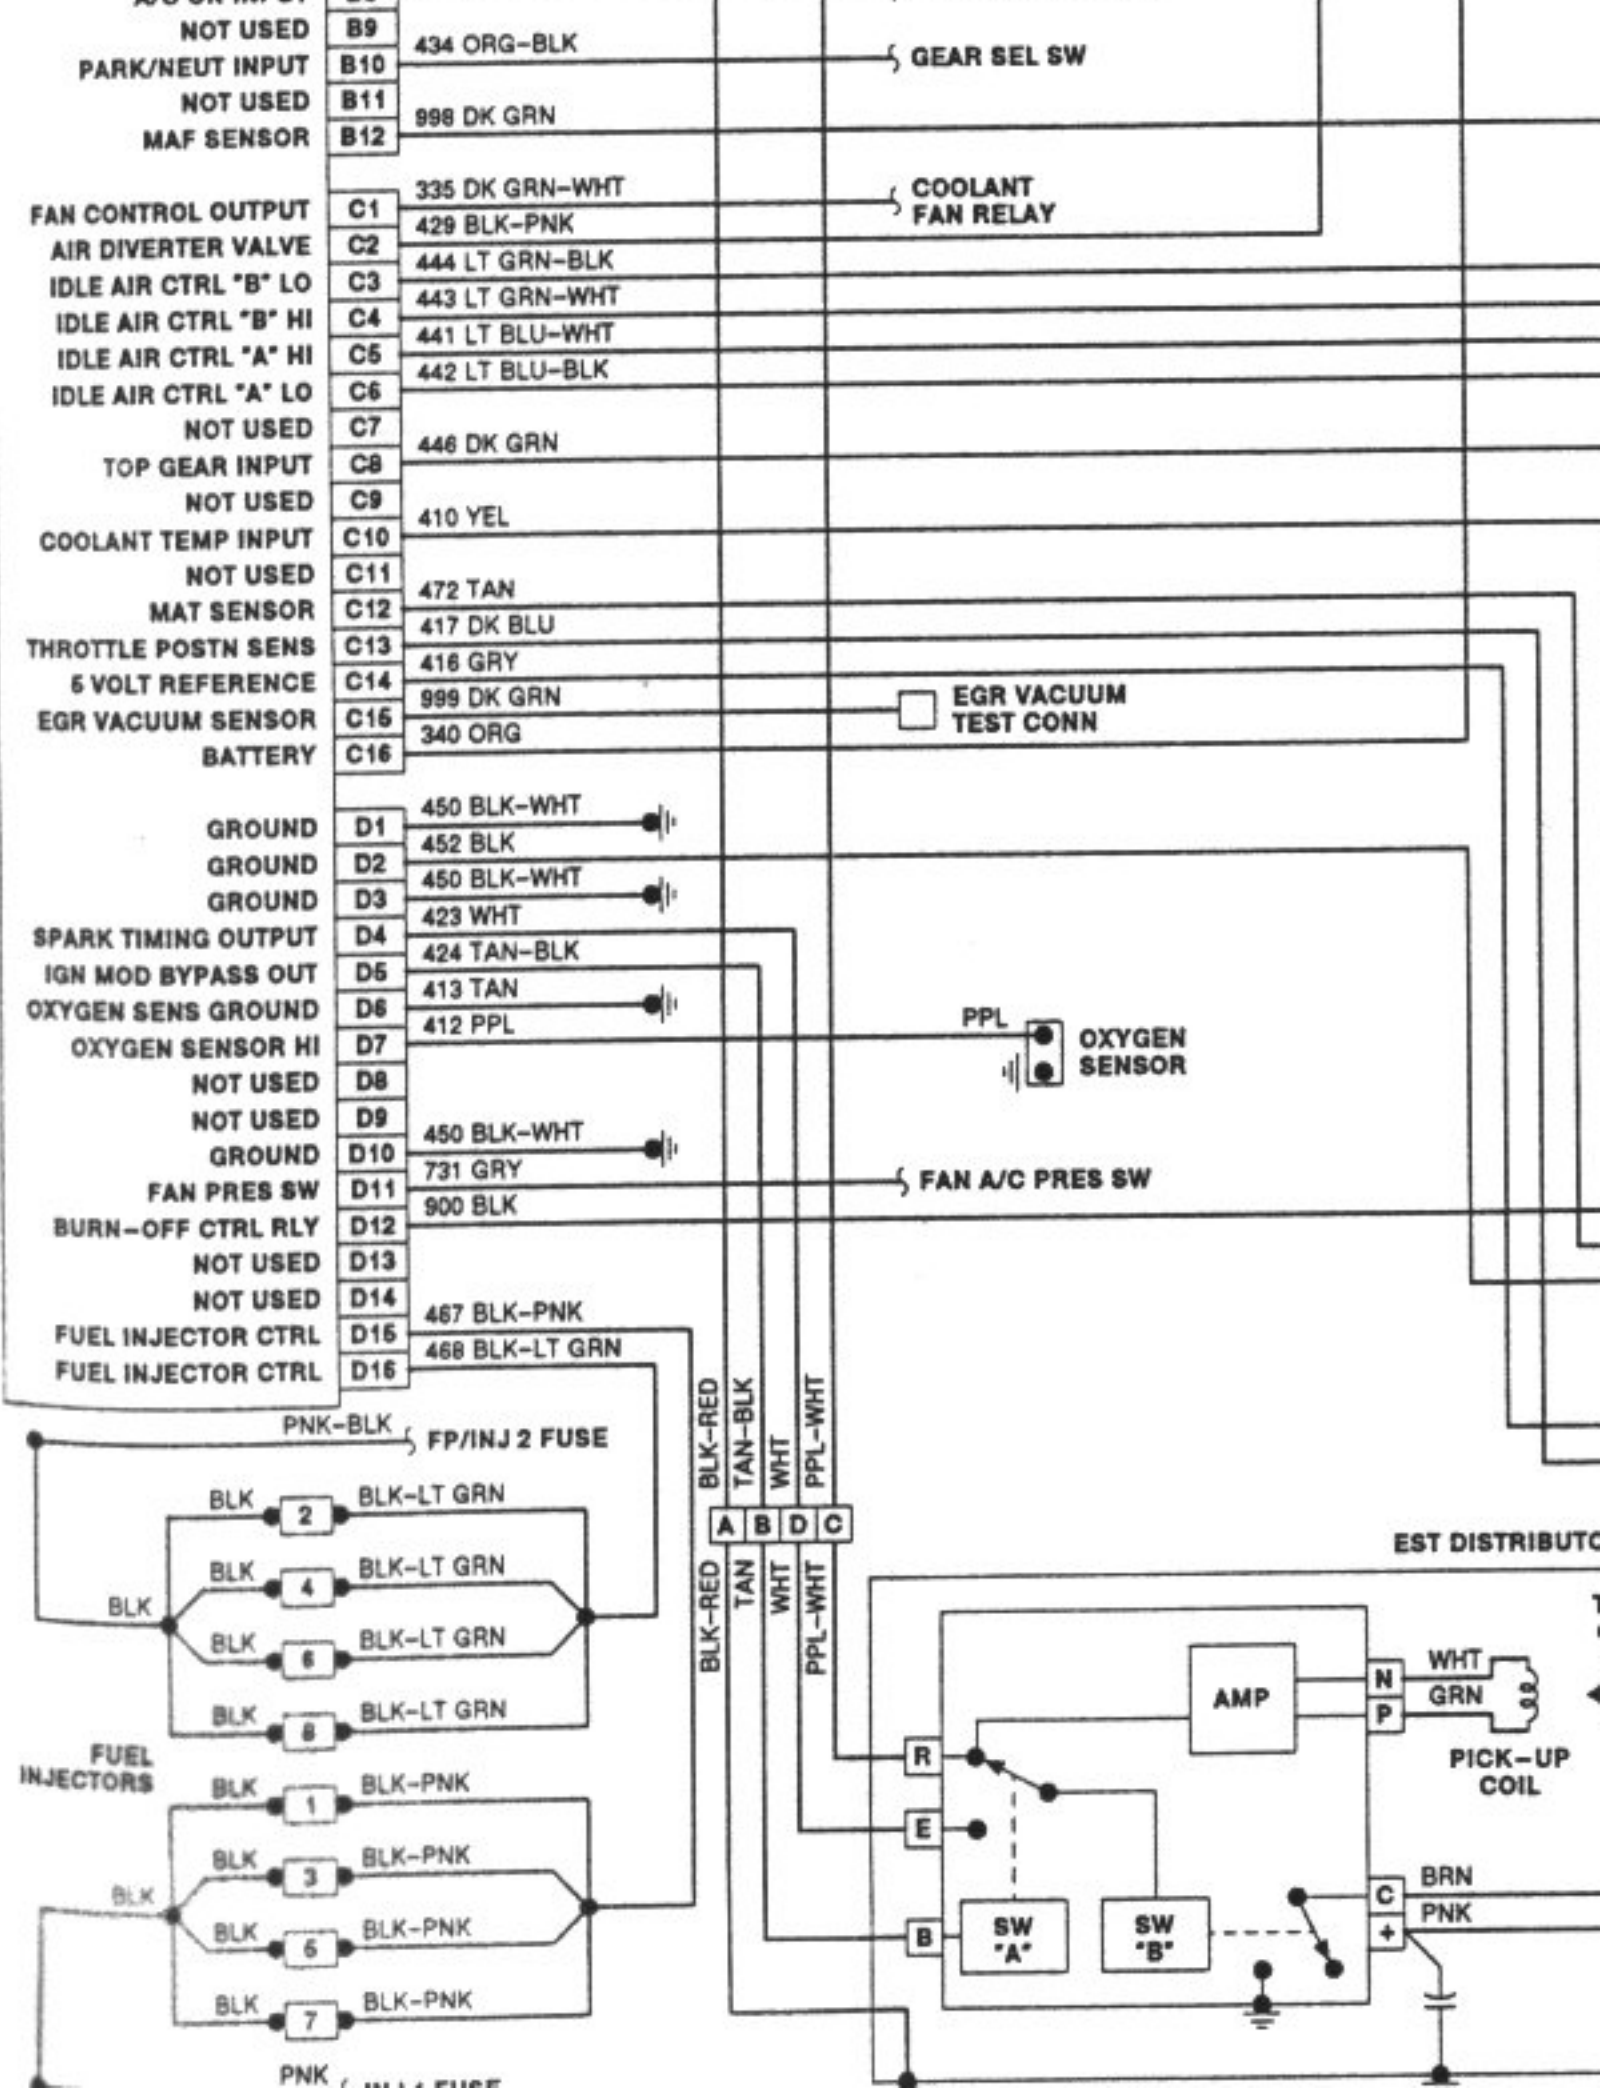 NOT USED B9
434 ORG-BLK
PARK/NEUT INPUT B10 GEAR SEL SW
NOT USED B11
998 DK GRN
MAF SENSOR B12
335 DK GRN-WHT
COOLANT
FAN RELAY
FAN CONTROL OUTPUT C1
429 BLK-PNK
AIR DIVERTER VALVE C2
444 LT GRN-BLK
IDLE AIR CTRL "B" LO C3
443 LT GRN-WHT
IDLE AIR CTRL "B" HI C4
441 LT BLU-WHT
IDLE AIR CTRL "A" HI C5
442 LT BLU-BLK
IDLE AIR CTRL "A" LO C6
NOT USED C7
446 DK GRN
TOP GEAR INPUT C8
NOT USED C9
410 YEL
COOLANT TEMP INPUT C10
NOT USED C11
472 TAN
MAT SENSOR C12
417 DK BLU
THROTTLE POSTN SENS C13
416 GRY
5 VOLT REFERENCE C14
999 DK GRN
EGR VACUUM
TEST CONN
EGR VACUUM SENSOR C15
340 ORG
BATTERY C16
450 BLK-WHT
GROUND D1
452 BLK
GROUND D2
450 BLK-WHT
GROUND D3
423 WHT
SPARK TIMING OUTPUT D4
424 TAN-BLK
IGN MOD BYPASS OUT D5
413 TAN
OXYGEN SENS GROUND D6
412 PPL
PPL
OXYGEN
SENSOR
OXYGEN SENSOR HI D7
NOT USED D8
NOT USED D9
450 BLK-WHT
GROUND D10
731 GRY
FAN PRES SW D11 FAN A/C PRES SW
900 BLK
BURN-OFF CTRL RLY D12
NOT USED D13
NOT USED D14
467 BLK-PNK
FUEL INJECTOR CTRL D15
468 BLK-LT GRN
FUEL INJECTOR CTRL D16
BLK-RED
TAN-BLK
WHT
PPL-WHT
PNK-BLK FP/INJ 2 FUSE
A B D C
BLK-RED
TAN
WHT
PPL-WHT
BLK 2 BLK-LT GRN
BLK 4 BLK-LT GRN
BLK
BLK 6 BLK-LT GRN
BLK 8 BLK-LT GRN
FUEL
INJECTORS
BLK 1 BLK-PNK
BLK 3 BLK-PNK
BLK
BLK 5 BLK-PNK
BLK 7 BLK-PNK
PNK
EST DISTRIBUTO
AMP
N WHT
P GRN
PICK-UP
COIL
R
E
B
SW
"A"
SW
"B"
C BRN
+ PNK